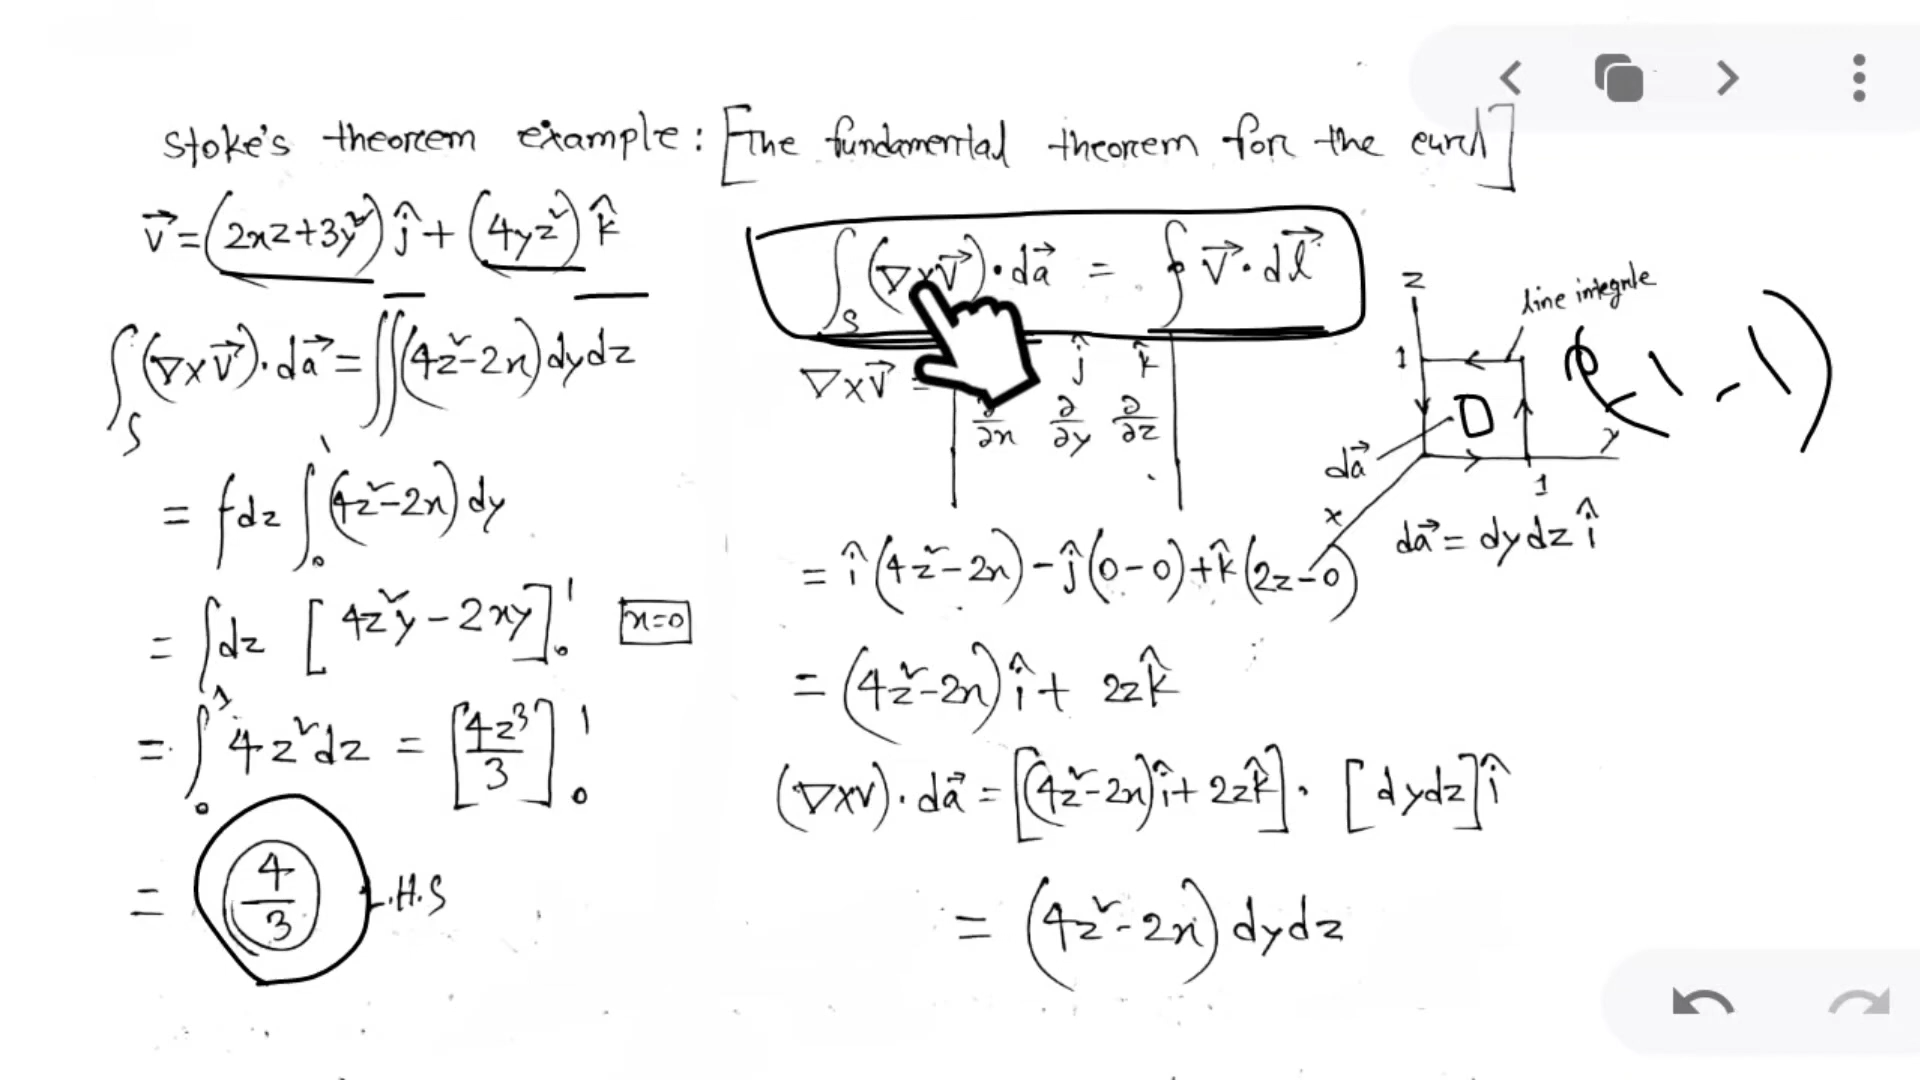 Stoke's theorem example: [The fundamental theorem for the curl]
v⃗ = (2xz+3y²) ĵ + (4yz²) k̂
∫S (∇×v⃗)·da⃗ = ∬(4z²-2x) dydz
= ∫dz ∫₀¹ (4z²-2x) dy
= ∫dz [4z²y - 2xy]₀¹ x=0
= ∫₀¹ 4z²dz = [4z³/3]₀¹
= 4/3 L.H.S
∫S (∇×v⃗)·da⃗ = ∮ v⃗·dl⃗
∇×v⃗ = ĵ k̂
∂/∂x ∂/∂y ∂/∂z
= î(4z²-2x) - ĵ(0-0) + k̂(2z-0)
= (4z²-2x) î + 2z k̂
(∇×v)·da⃗ = [(4z²-2x) î + 2z k̂] · [dydz] î
= (4z²-2x) dydz
z
line integrle
1
y
da⃗
1
x
da⃗ = dydz î